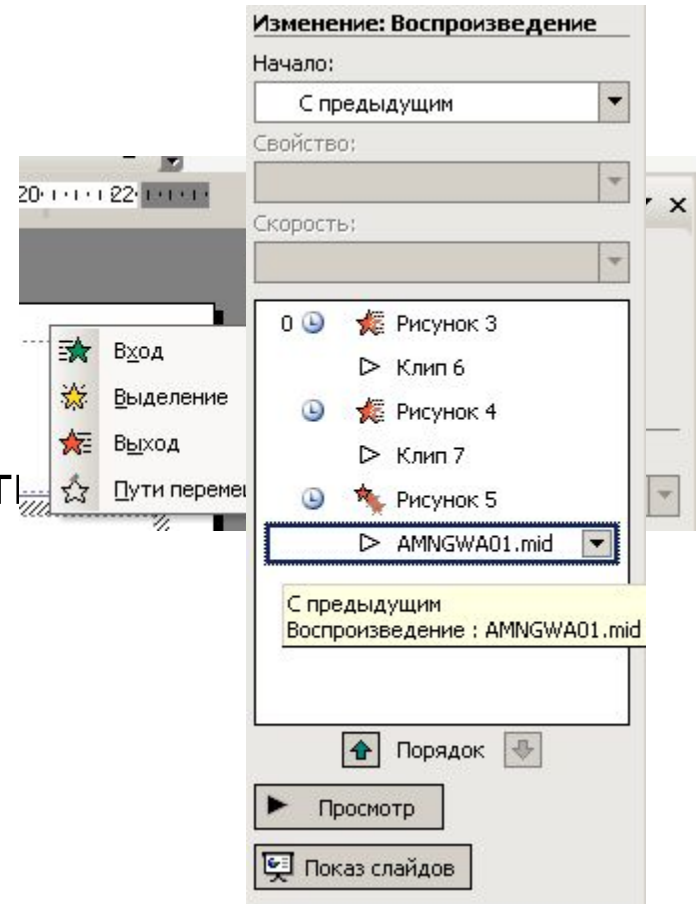 Изменение: Воспроизведение
Начало:
С предыдущим
Свойство:
Скорость:
20 22
Вход
Выделение
Выход
Пути
0 Рисунок 3
Клип 6
Рисунок 4
Клип 7
Рисунок 5
AMNGWA01.mid
С предыдущим
Воспроизведение : AMNGWA01.mid
Порядок
Просмотр
Показ слайдов